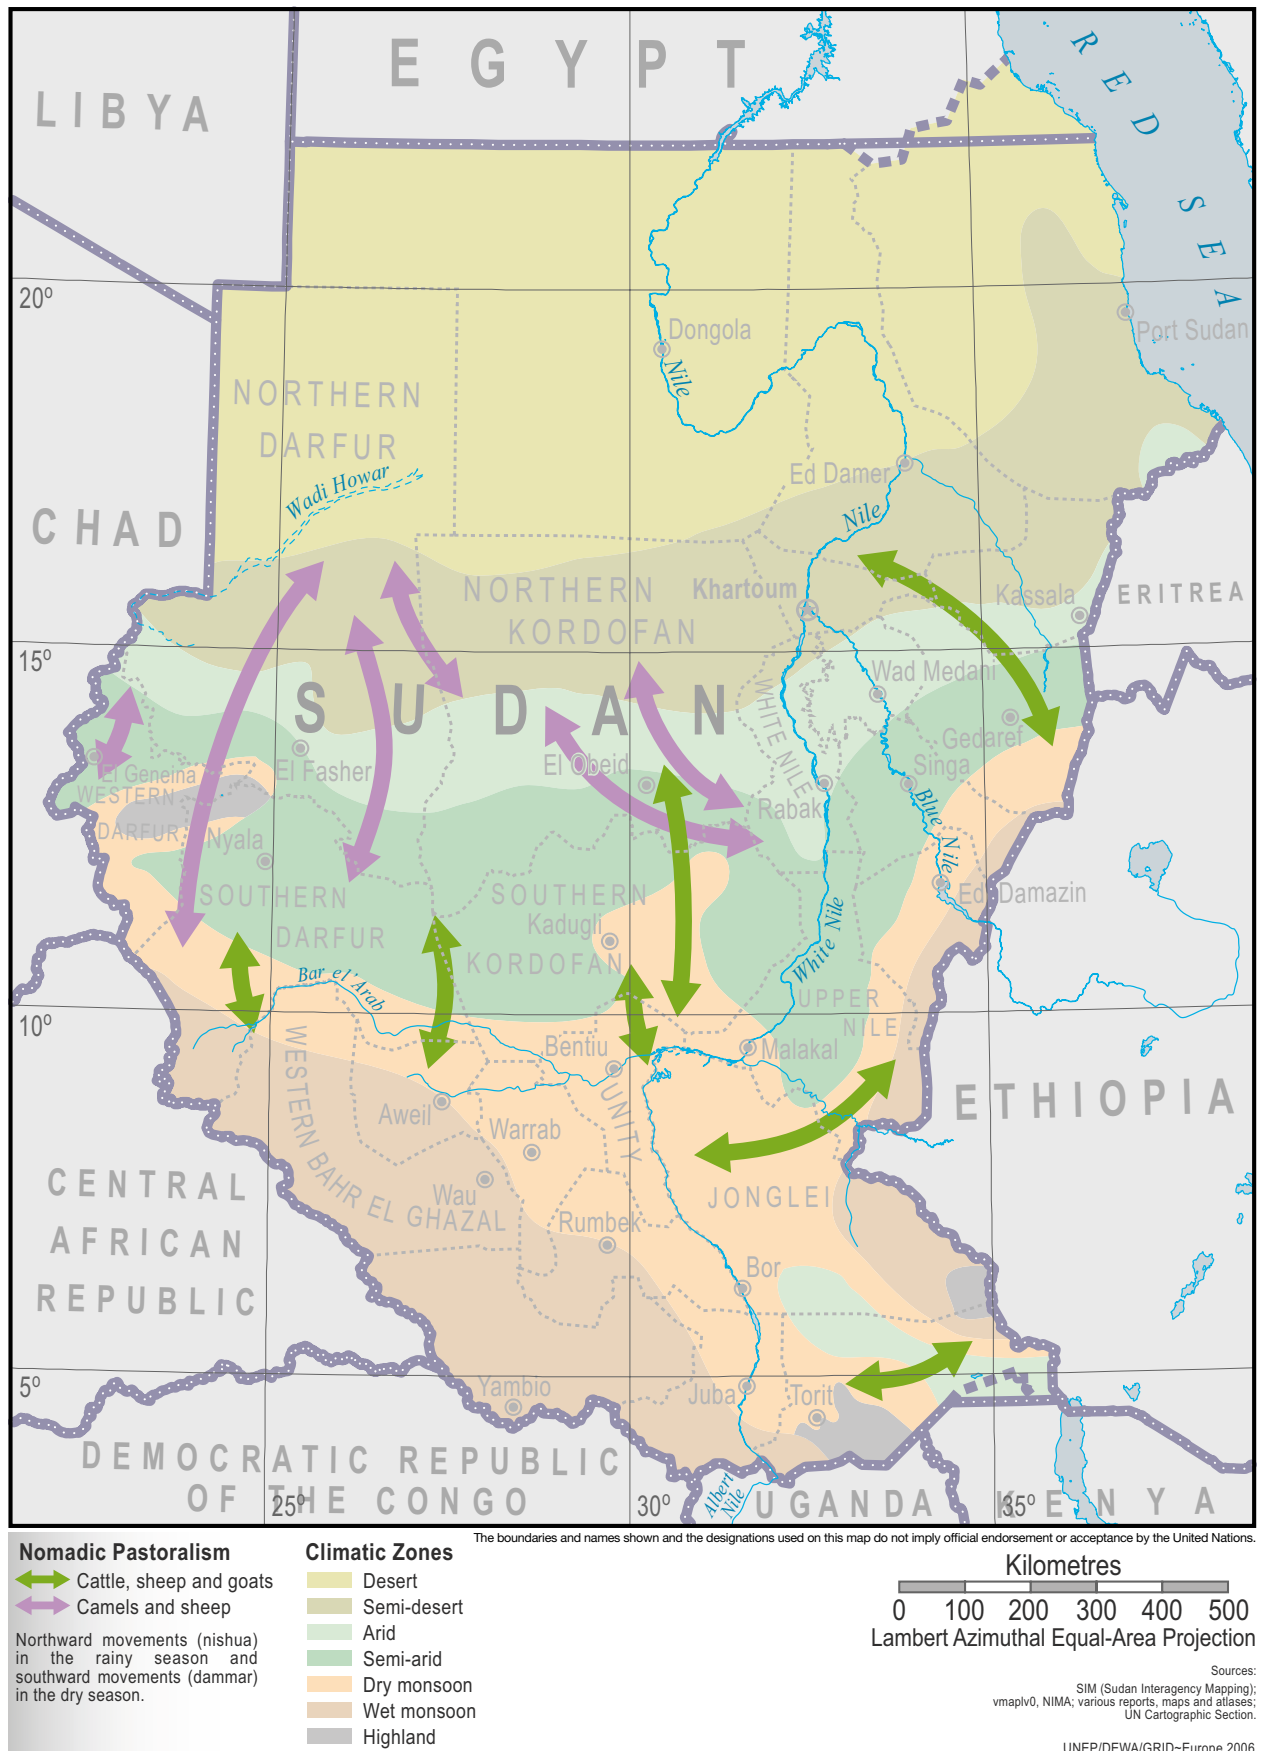 EGYPT
LIBYA
RED SEA
20º
Dongola
Port Sudan
Nile
NORTHERN
DARFUR
Ed Damer
Wadi Howar
Nile
CHAD
NORTHERN
KORDOFAN
Khartoum
Kassala
ERITREA
15º
SUDAN
WHITE NILE
Wad Medani
Gedaref
El Geneina
El Fasher
El Obeid
Singa
WESTERN
DARFUR
Rabak
Blue Nile
Nyala
SOUTHERN
DARFUR
SOUTHERN
Kadugli
KORDOFAN
Ed Damazin
White Nile
Bar el'Arab
UPPER
NILE
10º
WESTERN BAHR EL GHAZAL
Bentiu
Malakal
UNITY
Aweil
Warrab
ETHIOPIA
Wau
JONGLEI
CENTRAL
AFRICAN
REPUBLIC
Rumbek
Bor
5º
Yambio
Juba
Torit
DEMOCRATIC REPUBLIC
OF THE CONGO
25º
30º
Albert
Nile
UGANDA
35º
KENYA
The boundaries and names shown and the designations used on this map do not imply official endorsement or acceptance by the United Nations.
Nomadic Pastoralism
Cattle, sheep and goats
Camels and sheep
Northward movements (nishua)
in the rainy season and
southward movements (dammar)
in the dry season.
Climatic Zones
Desert
Semi-desert
Arid
Semi-arid
Dry monsoon
Wet monsoon
Highland
Kilometres
0 100 200 300 400 500
Lambert Azimuthal Equal-Area Projection
Sources:
SIM (Sudan Interagency Mapping);
vmaplv0, NIMA; various reports, maps and atlases;
UN Cartographic Section.
UNEP/DEWA/GRID~Europe 2006